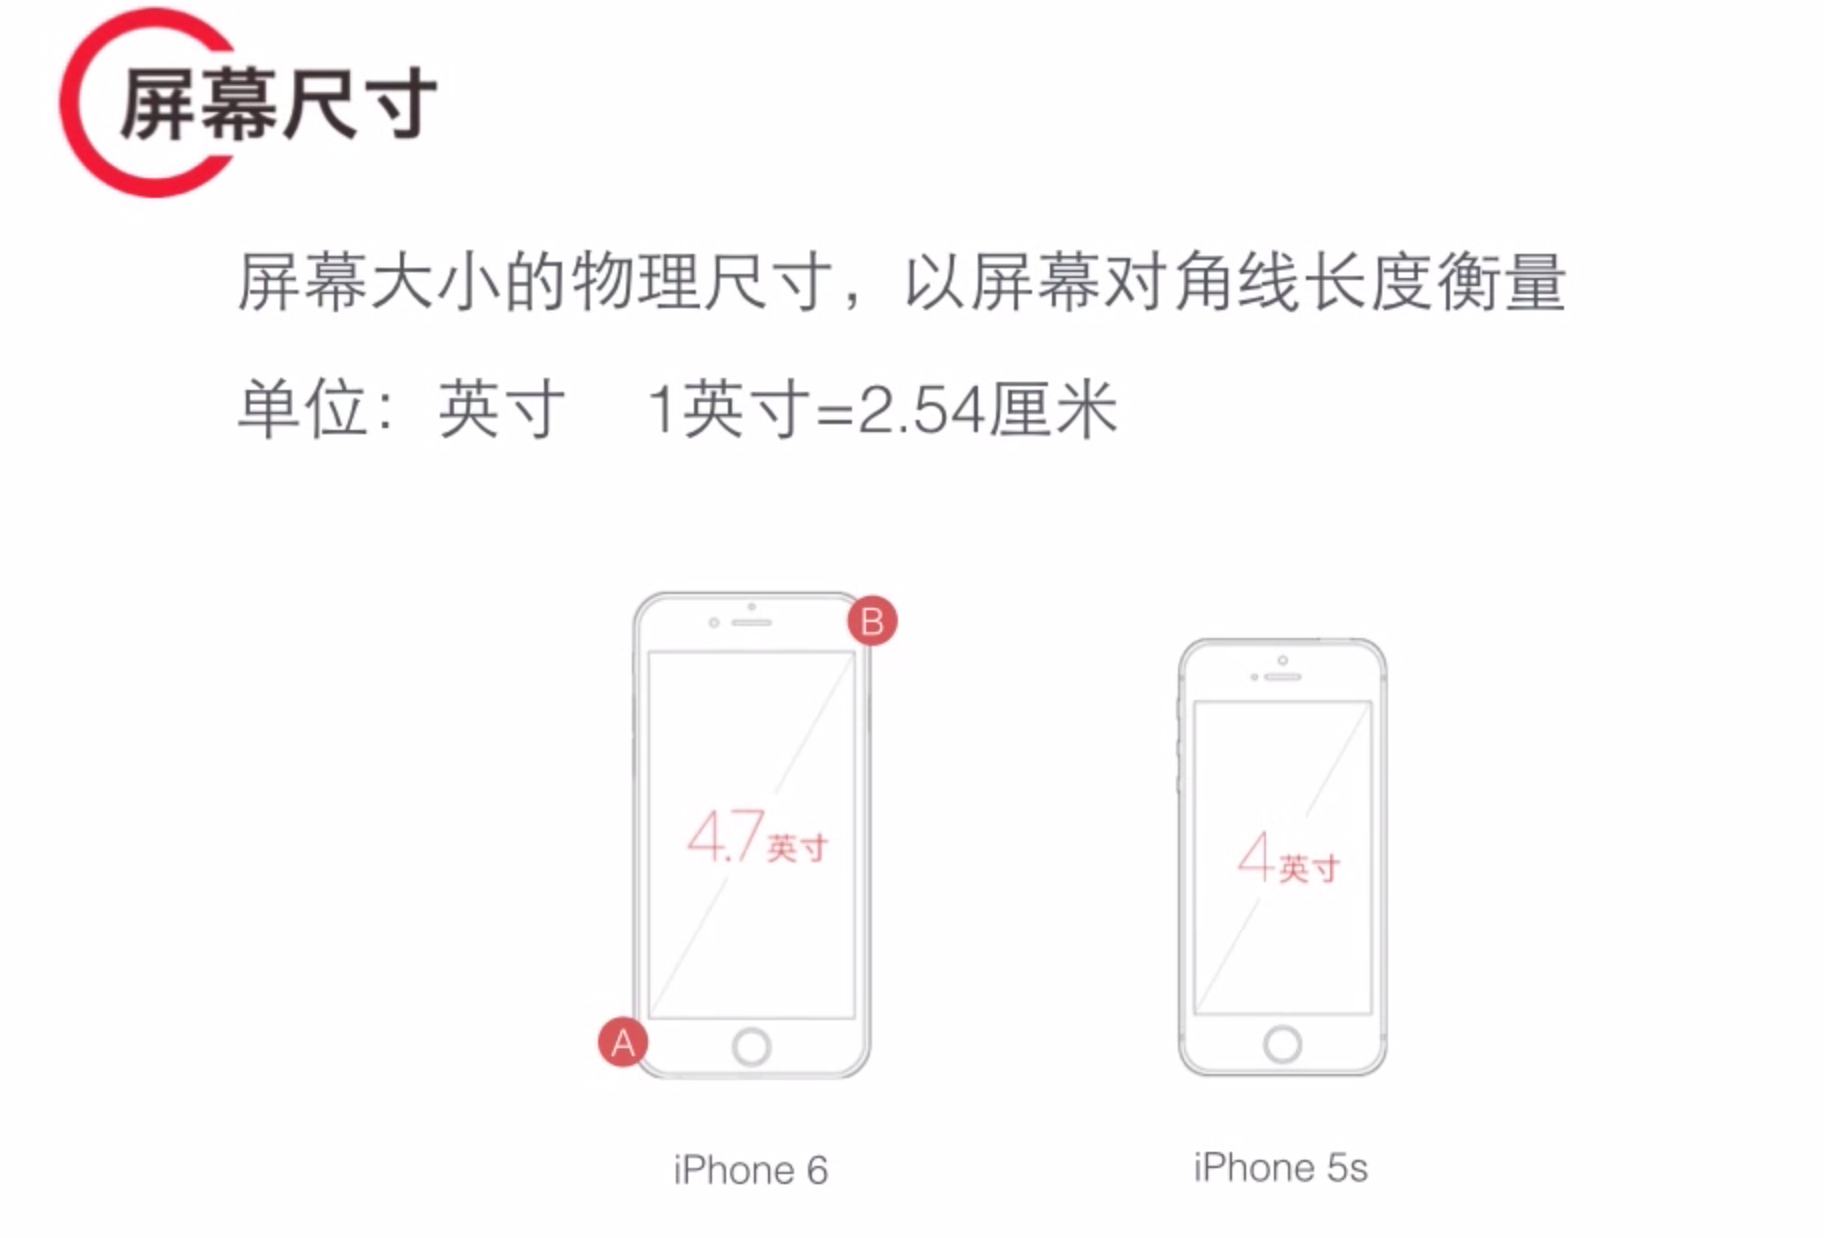 屏幕尺寸
屏幕大小的物理尺寸，以屏幕对角线长度衡量
单位：英寸 1英寸=2.54厘米
B
4.7英寸
4英寸
A
iPhone 6
iPhone 5s